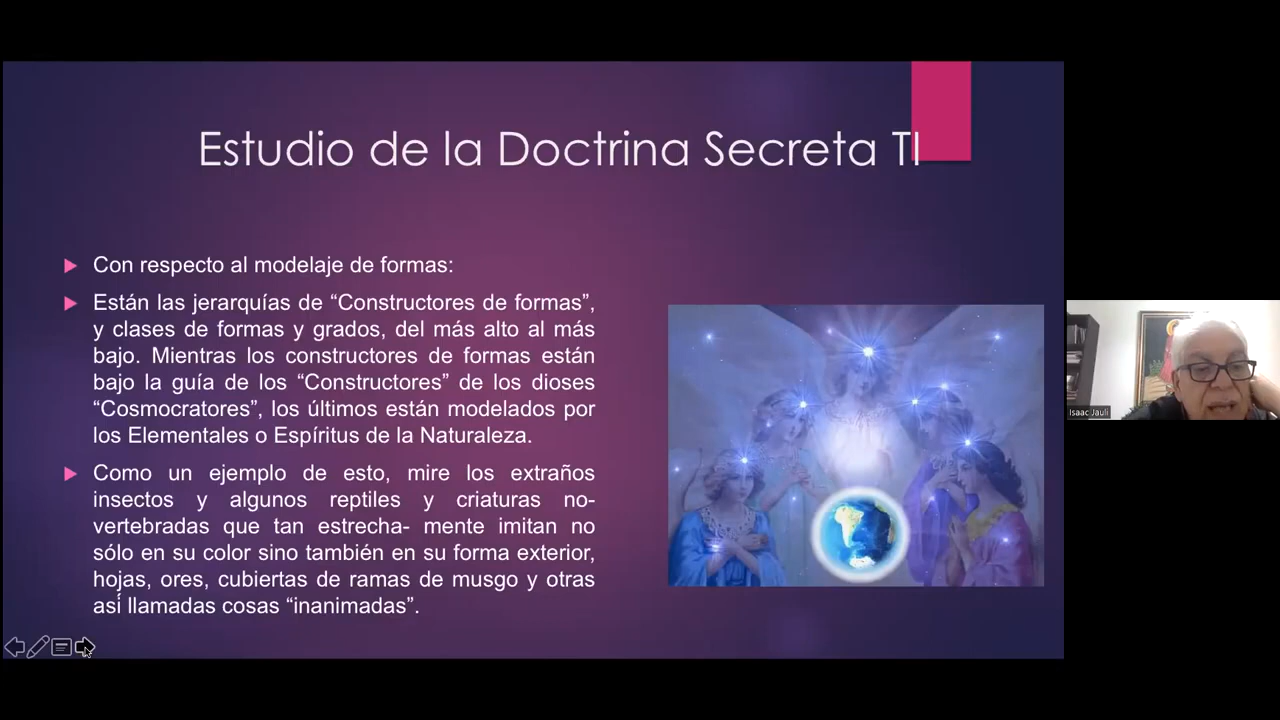 Estudio de la Doctrina Secreta TI
Con respecto al modelaje de formas:
Están las jerarquías de “Constructores de formas”,
y clases de formas y grados, del más alto al más
bajo. Mientras los constructores de formas están
bajo la guía de los “Constructores” de los dioses
“Cosmocratores”, los últimos están modelados por
los Elementales o Espíritus de la Naturaleza.
Como un ejemplo de esto, mire los extraños
insectos y algunos reptiles y criaturas no-
vertebradas que tan estrecha- mente imitan no
sólo en su color sino también en su forma exterior,
hojas, ores, cubiertas de ramas de musgo y otras
así llamadas cosas “inanimadas”.
Isaac Jauli